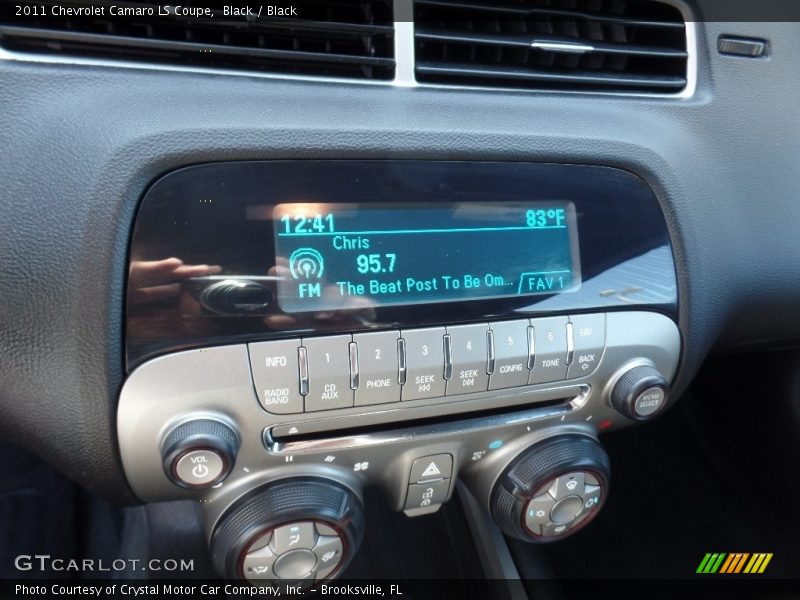 2011 Chevrolet Camaro LS Coupe,  Black / Black
12:41 83°F
Chris
95.7
FM The Beat Post To Be Om... FAV 1
INFO 1 2 3 4 5 6 FAV
RADIO BAND CD AUX PHONE SEEK SEEK CONFIG TONE BACK
MENU SELECT
VOL
GTCARLOT.COM
Photo Courtesy of Crystal Motor Car Company, Inc. – Brooksville, FL